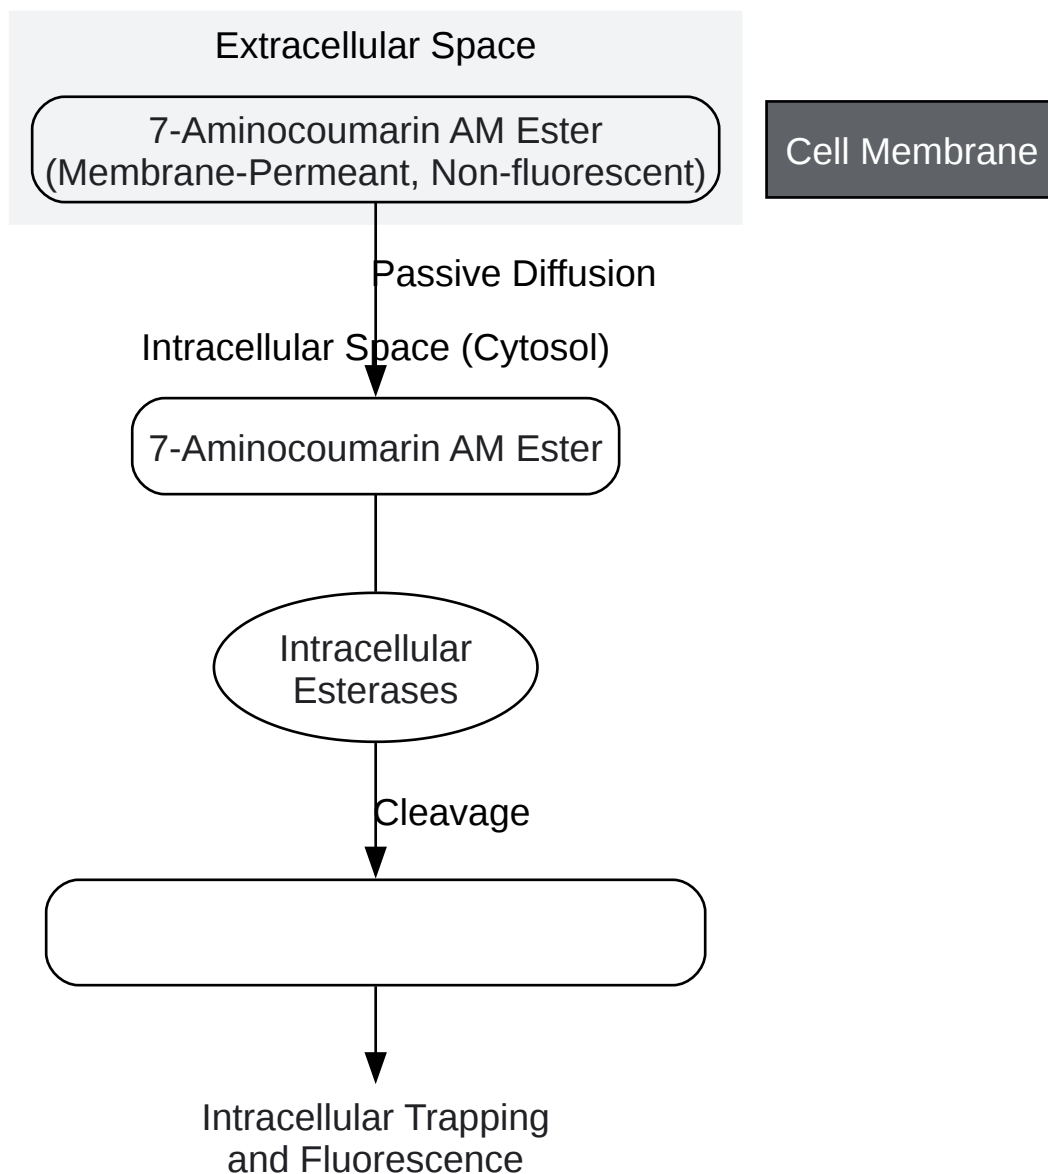 Extracellular Space
7-Aminocoumarin AM Ester
(Membrane-Permeant, Non-fluorescent)
Cell Membrane
Passive Diffusion
Intracellular Space (Cytosol)
7-Aminocoumarin AM Ester
Intracellular
Esterases
Cleavage
Intracellular Trapping
and Fluorescence